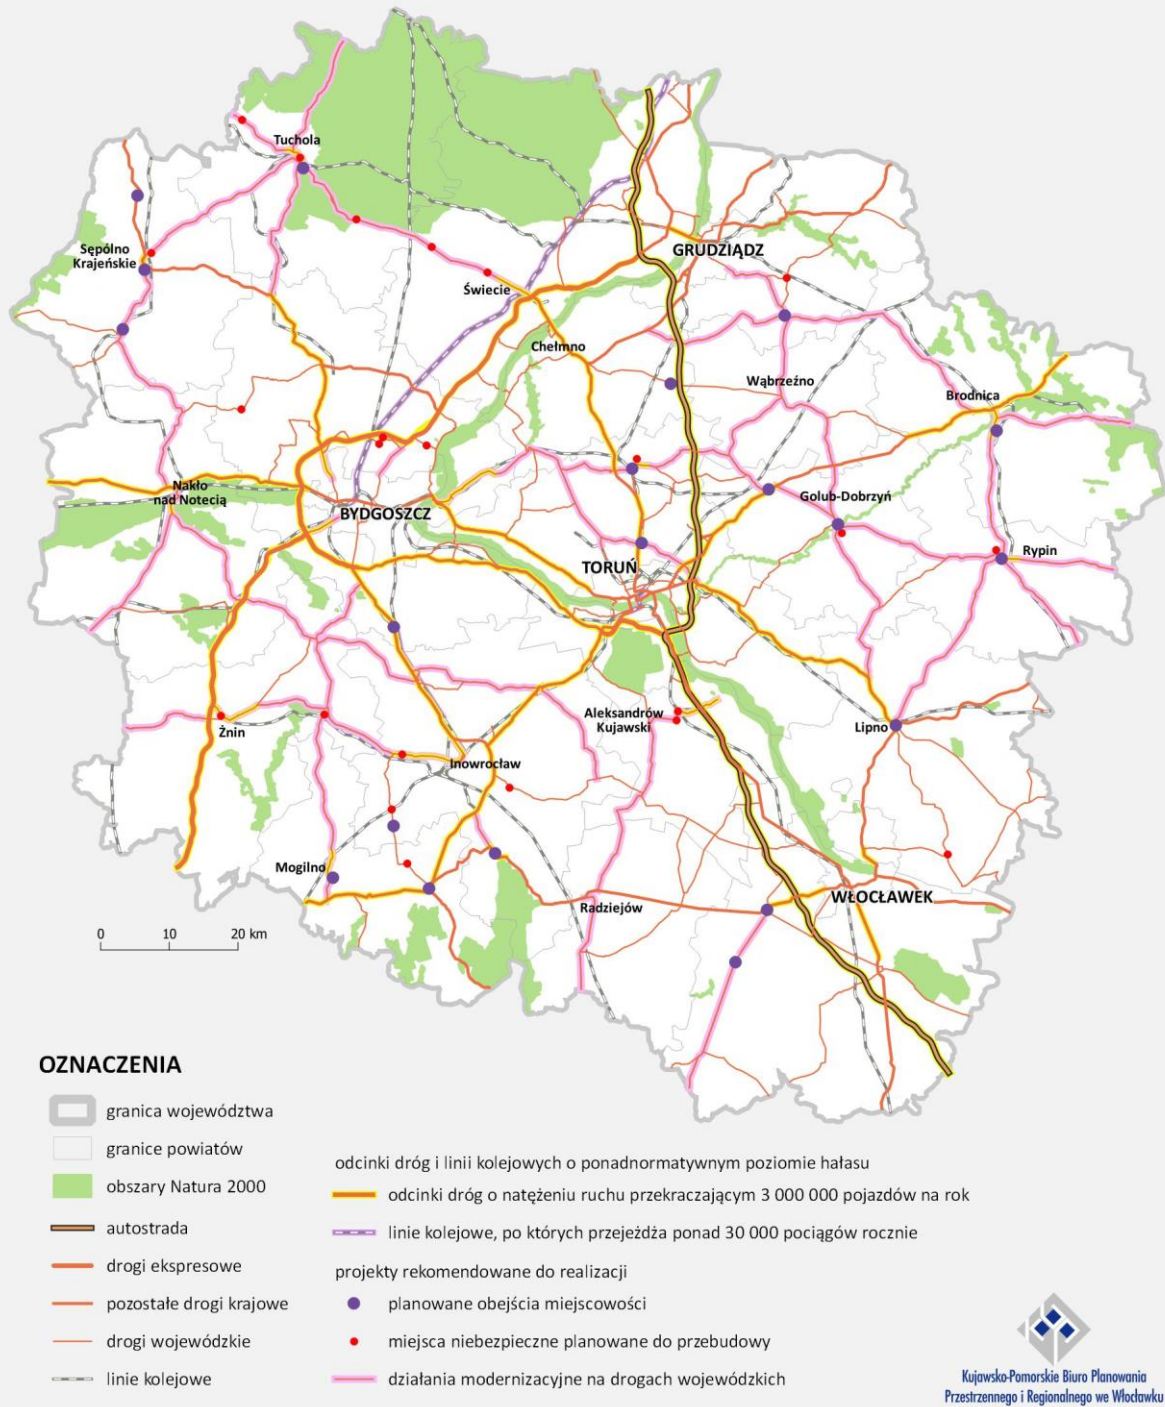 Tuchola
Sępólno
Krajeńskie
GRUDZIĄDZ
Świecie
Chełmno
Wąbrzeźno
Brodnica
Nakło
nad Notecią
BYDGOSZCZ
Golub-Dobrzyń
TORUŃ
Rypin
Aleksandrów
Kujawski
Żnin
Lipno
Inowrocław
Mogilno
Radziejów
WŁOCŁAWEK
0 10 20 km
OZNACZENIA
granica województwa
granice powiatów
obszary Natura 2000
autostrada
drogi ekspresowe
pozostałe drogi krajowe
drogi wojewódzkie
linie kolejowe
odcinki dróg i linii kolejowych o ponadnormatywnym poziomie hałasu
odcinki dróg o natężeniu ruchu przekraczającym 3 000 000 pojazdów na rok
linie kolejowe, po których przejeżdża ponad 30 000 pociągów rocznie
projekty rekomendowane do realizacji
planowane obejścia miejscowości
miejsca niebezpieczne planowane do przebudowy
działania modernizacyjne na drogach wojewódzkich
Kujawsko-Pomorskie Biuro Planowania
Przestrzennego i Regionalnego we Włocławku